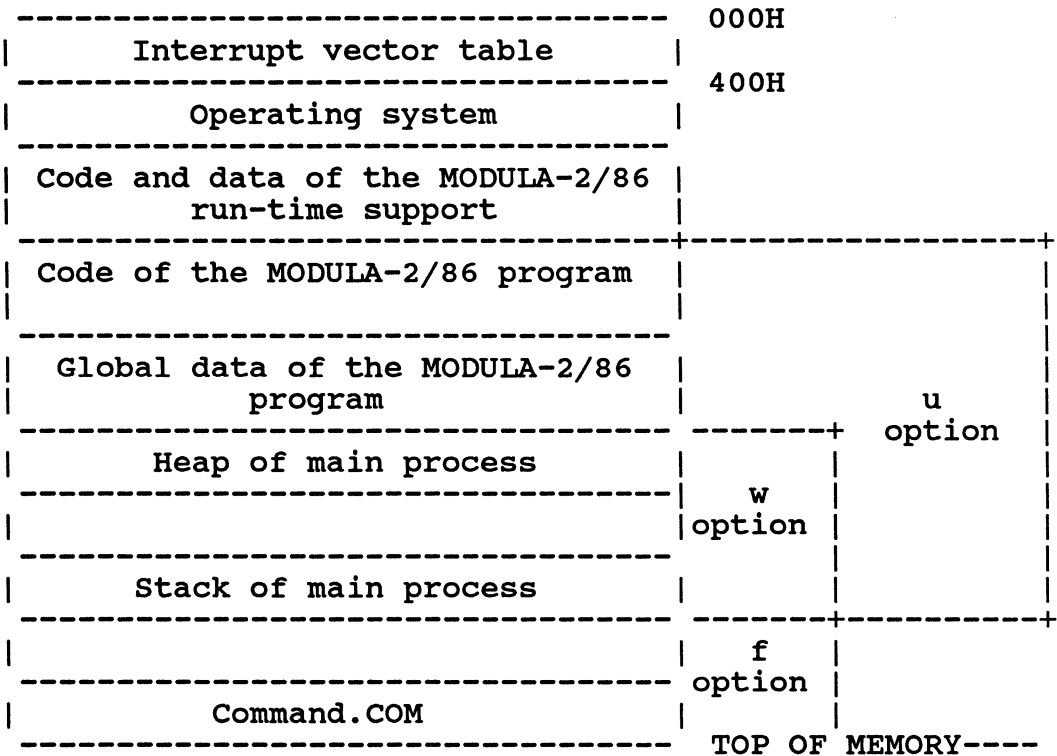 000H
Interrupt vector table
400H
Operating system
Code and data of the MODULA-2/86
run-time support
Code of the MODULA-2/86 program
Global data of the MODULA-2/86
program
u
option
Heap of main process
w
option
Stack of main process
f
option
Command.COM
TOP OF MEMORY